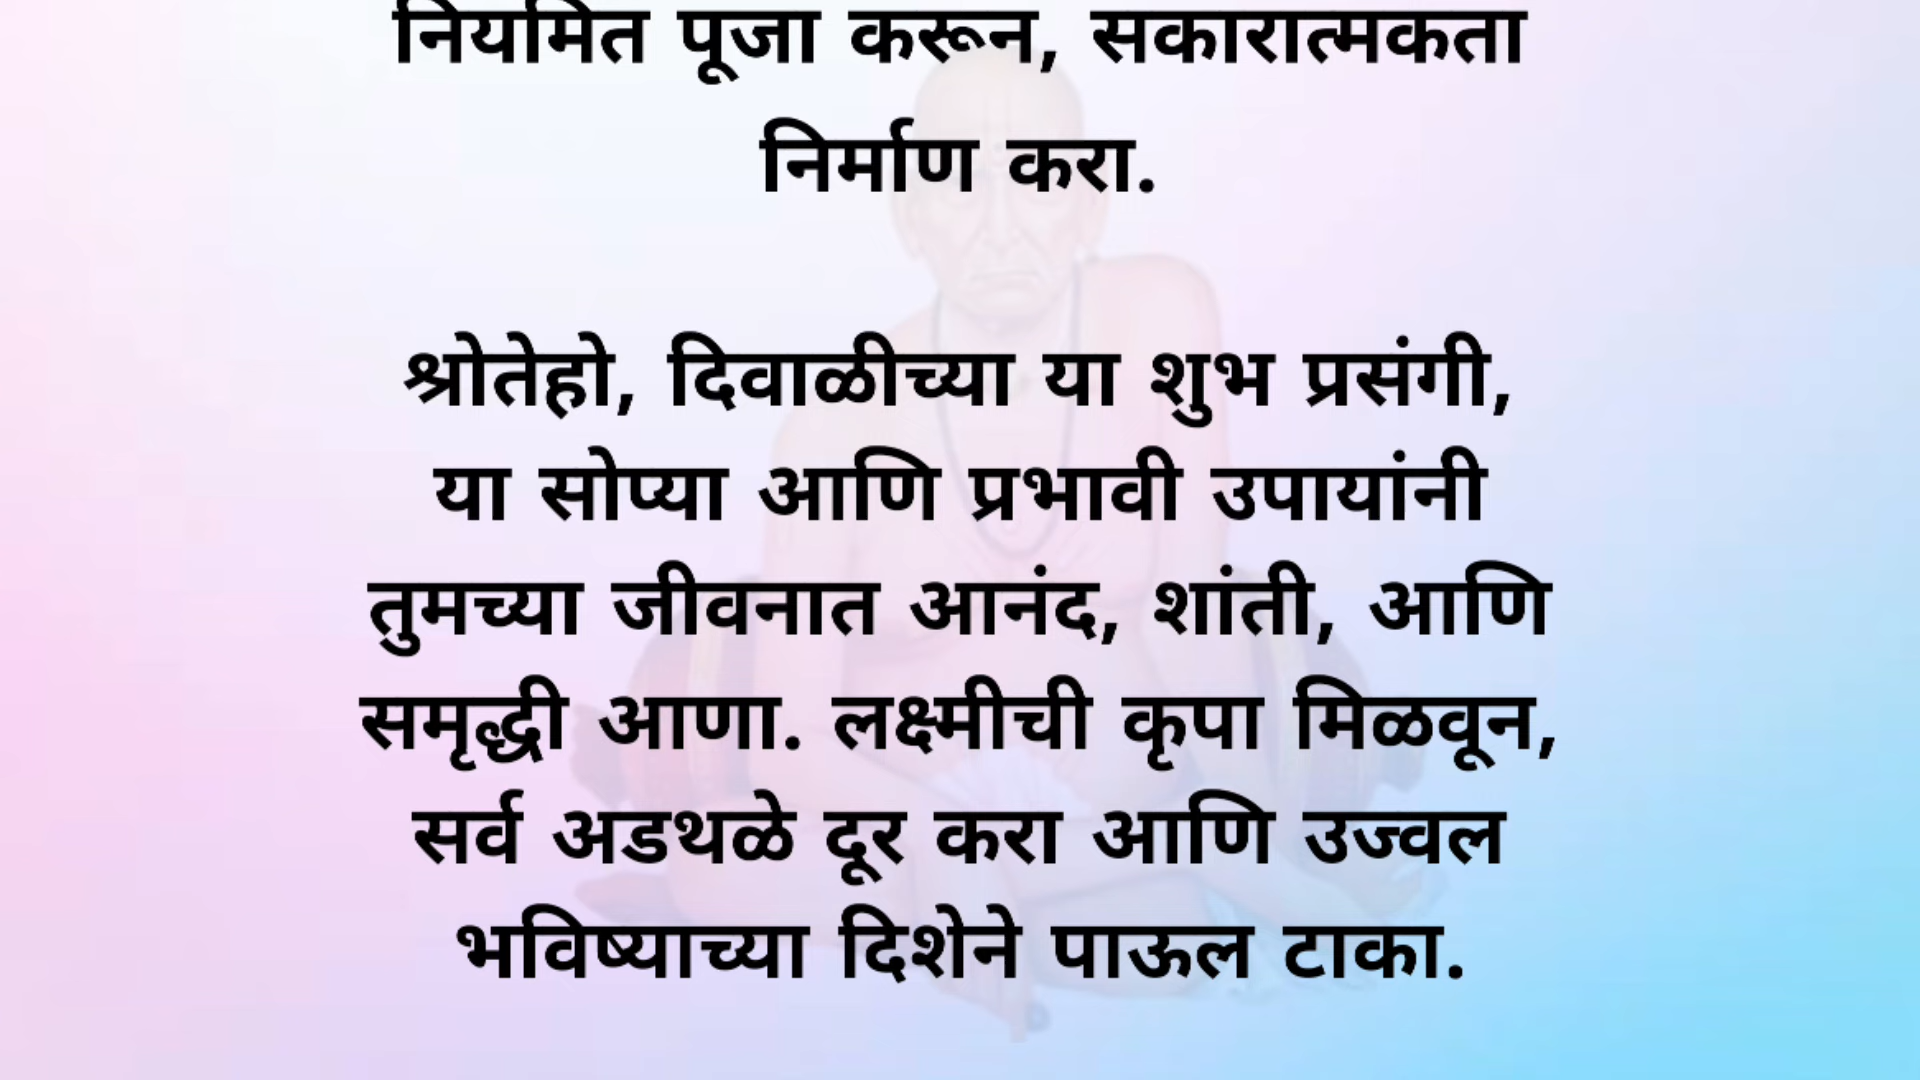 नियमित पूजा करून, सकारात्मकता
निर्माण करा.
श्रोतेहो, दिवाळीच्या या शुभ प्रसंगी,
या सोप्या आणि प्रभावी उपायांनी
तुमच्या जीवनात आनंद, शांती, आणि
समृद्धी आणा. लक्ष्मीची कृपा मिळवून,
सर्व अडथळे दूर करा आणि उज्वल
भविष्याच्या दिशेने पाऊल टाका.